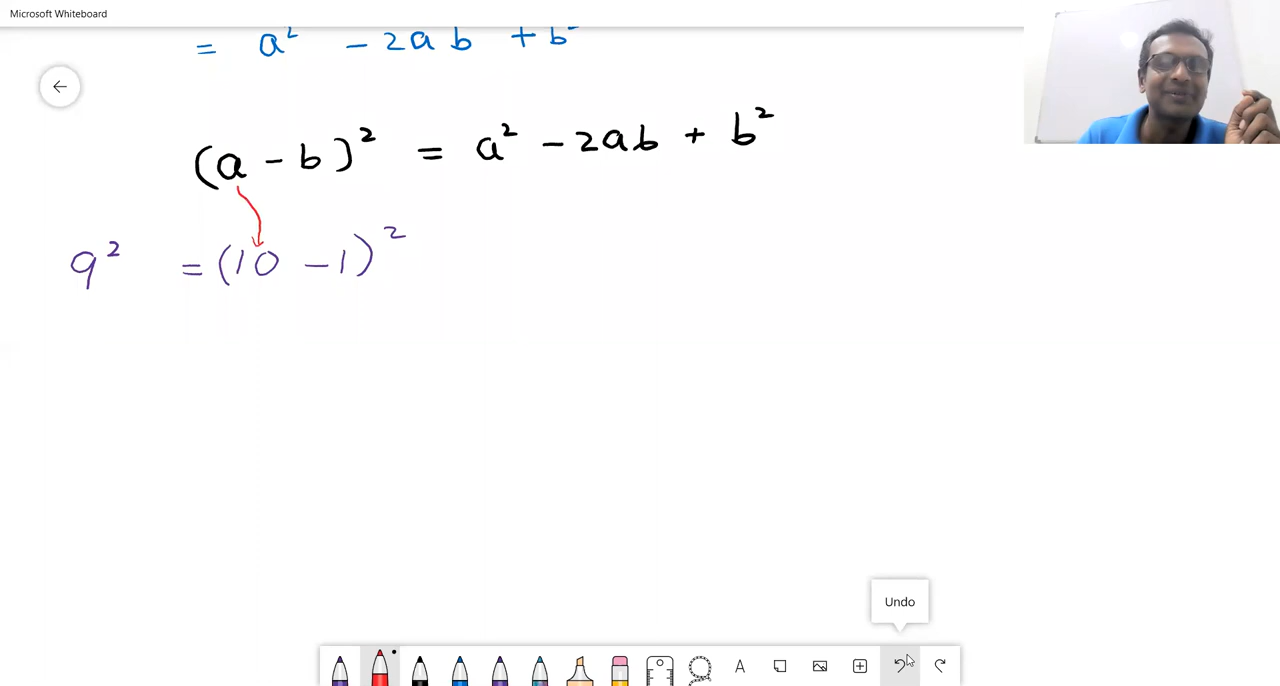 Microsoft Whiteboard
= a² - 2ab + b²
(a - b)² = a² - 2ab + b²
9² = (10 - 1)²
Undo
A